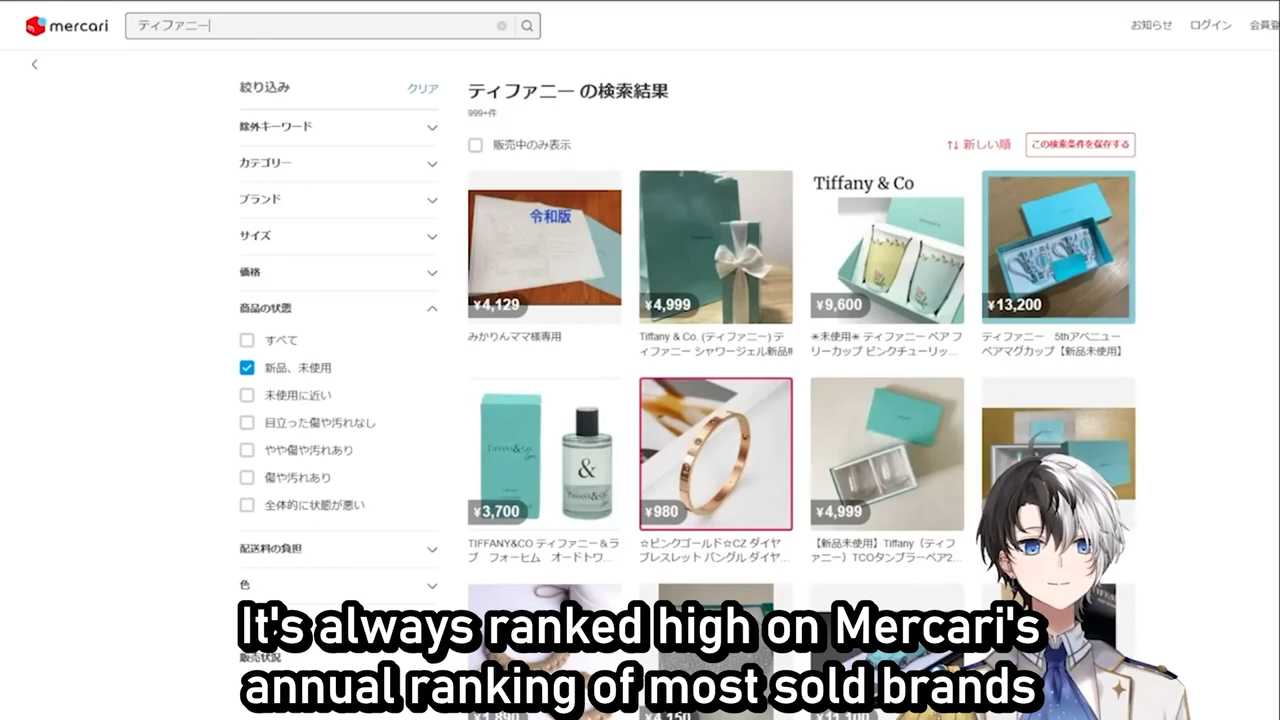 mercari
ティファニー
お知らせ
ログイン
会員登
絞り込み
クリア
除外キーワード
カテゴリー
ブランド
サイズ
価格
商品の状態
すべて
新品、未使用
未使用に近い
目立った傷や汚れなし
やや傷や汚れあり
傷や汚れあり
全体的に状態が悪い
配送料の負担
色
販売状況
ティファニー の検索結果
999+件
販売中のみ表示
新しい順
この検索条件を保存する
令和版
¥4,129
みかりんママ様専用
¥4,999
Tiffany & Co. (ティファニー) テ
ィファニー シャワージェル新品!!
Tiffany & Co
¥9,600
✳未使用✳ ティファニー ペア フ
リーカップ ピンクチューリッ...
¥13,200
ティファニー 5thアベニュー
ペアマグカップ【新品未使用】
&
¥3,700
TIFFANY&CO ティファニー＆ラ
ブ フォーヒム オードトワ...
¥980
☆ピンクゴールド☆CZ ダイヤ
ブレスレット バングル ダイヤ...
¥4,999
【新品未使用】Tiffany（ティフ
ァニー）TCOタンブラーペア2...
It's always ranked high on Mercari's
annual ranking of most sold brands
¥1,890
¥4,150
¥11,100